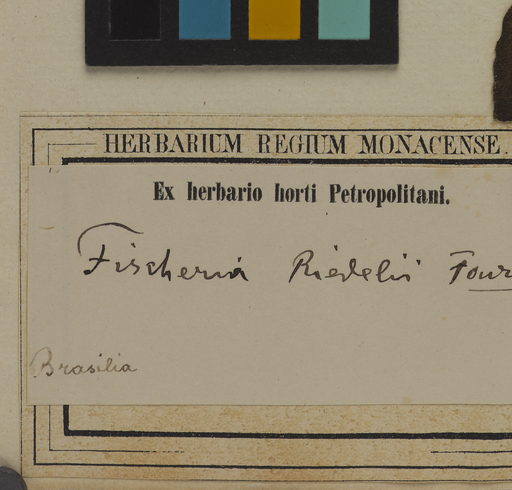 HERBARIUM REGIUM MONACENSE.
Ex herbario horti Petropolitani.
Fischeria Riedelii Four
Brasilia